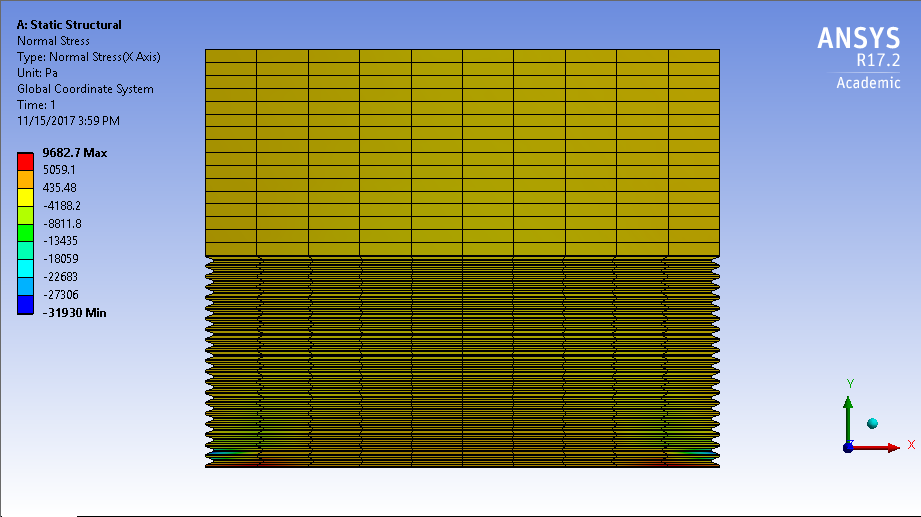 A: Static Structural
Normal Stress
Type: Normal Stress(X Axis)
Unit: Pa
Global Coordinate System
Time: 1
11/15/2017 3:59 PM
9682.7 Max
5059.1
435.48
-4188.2
-8811.8
-13435
-18059
-22683
-27306
-31930 Min
ANSYS
R17.2
Academic
Y
X